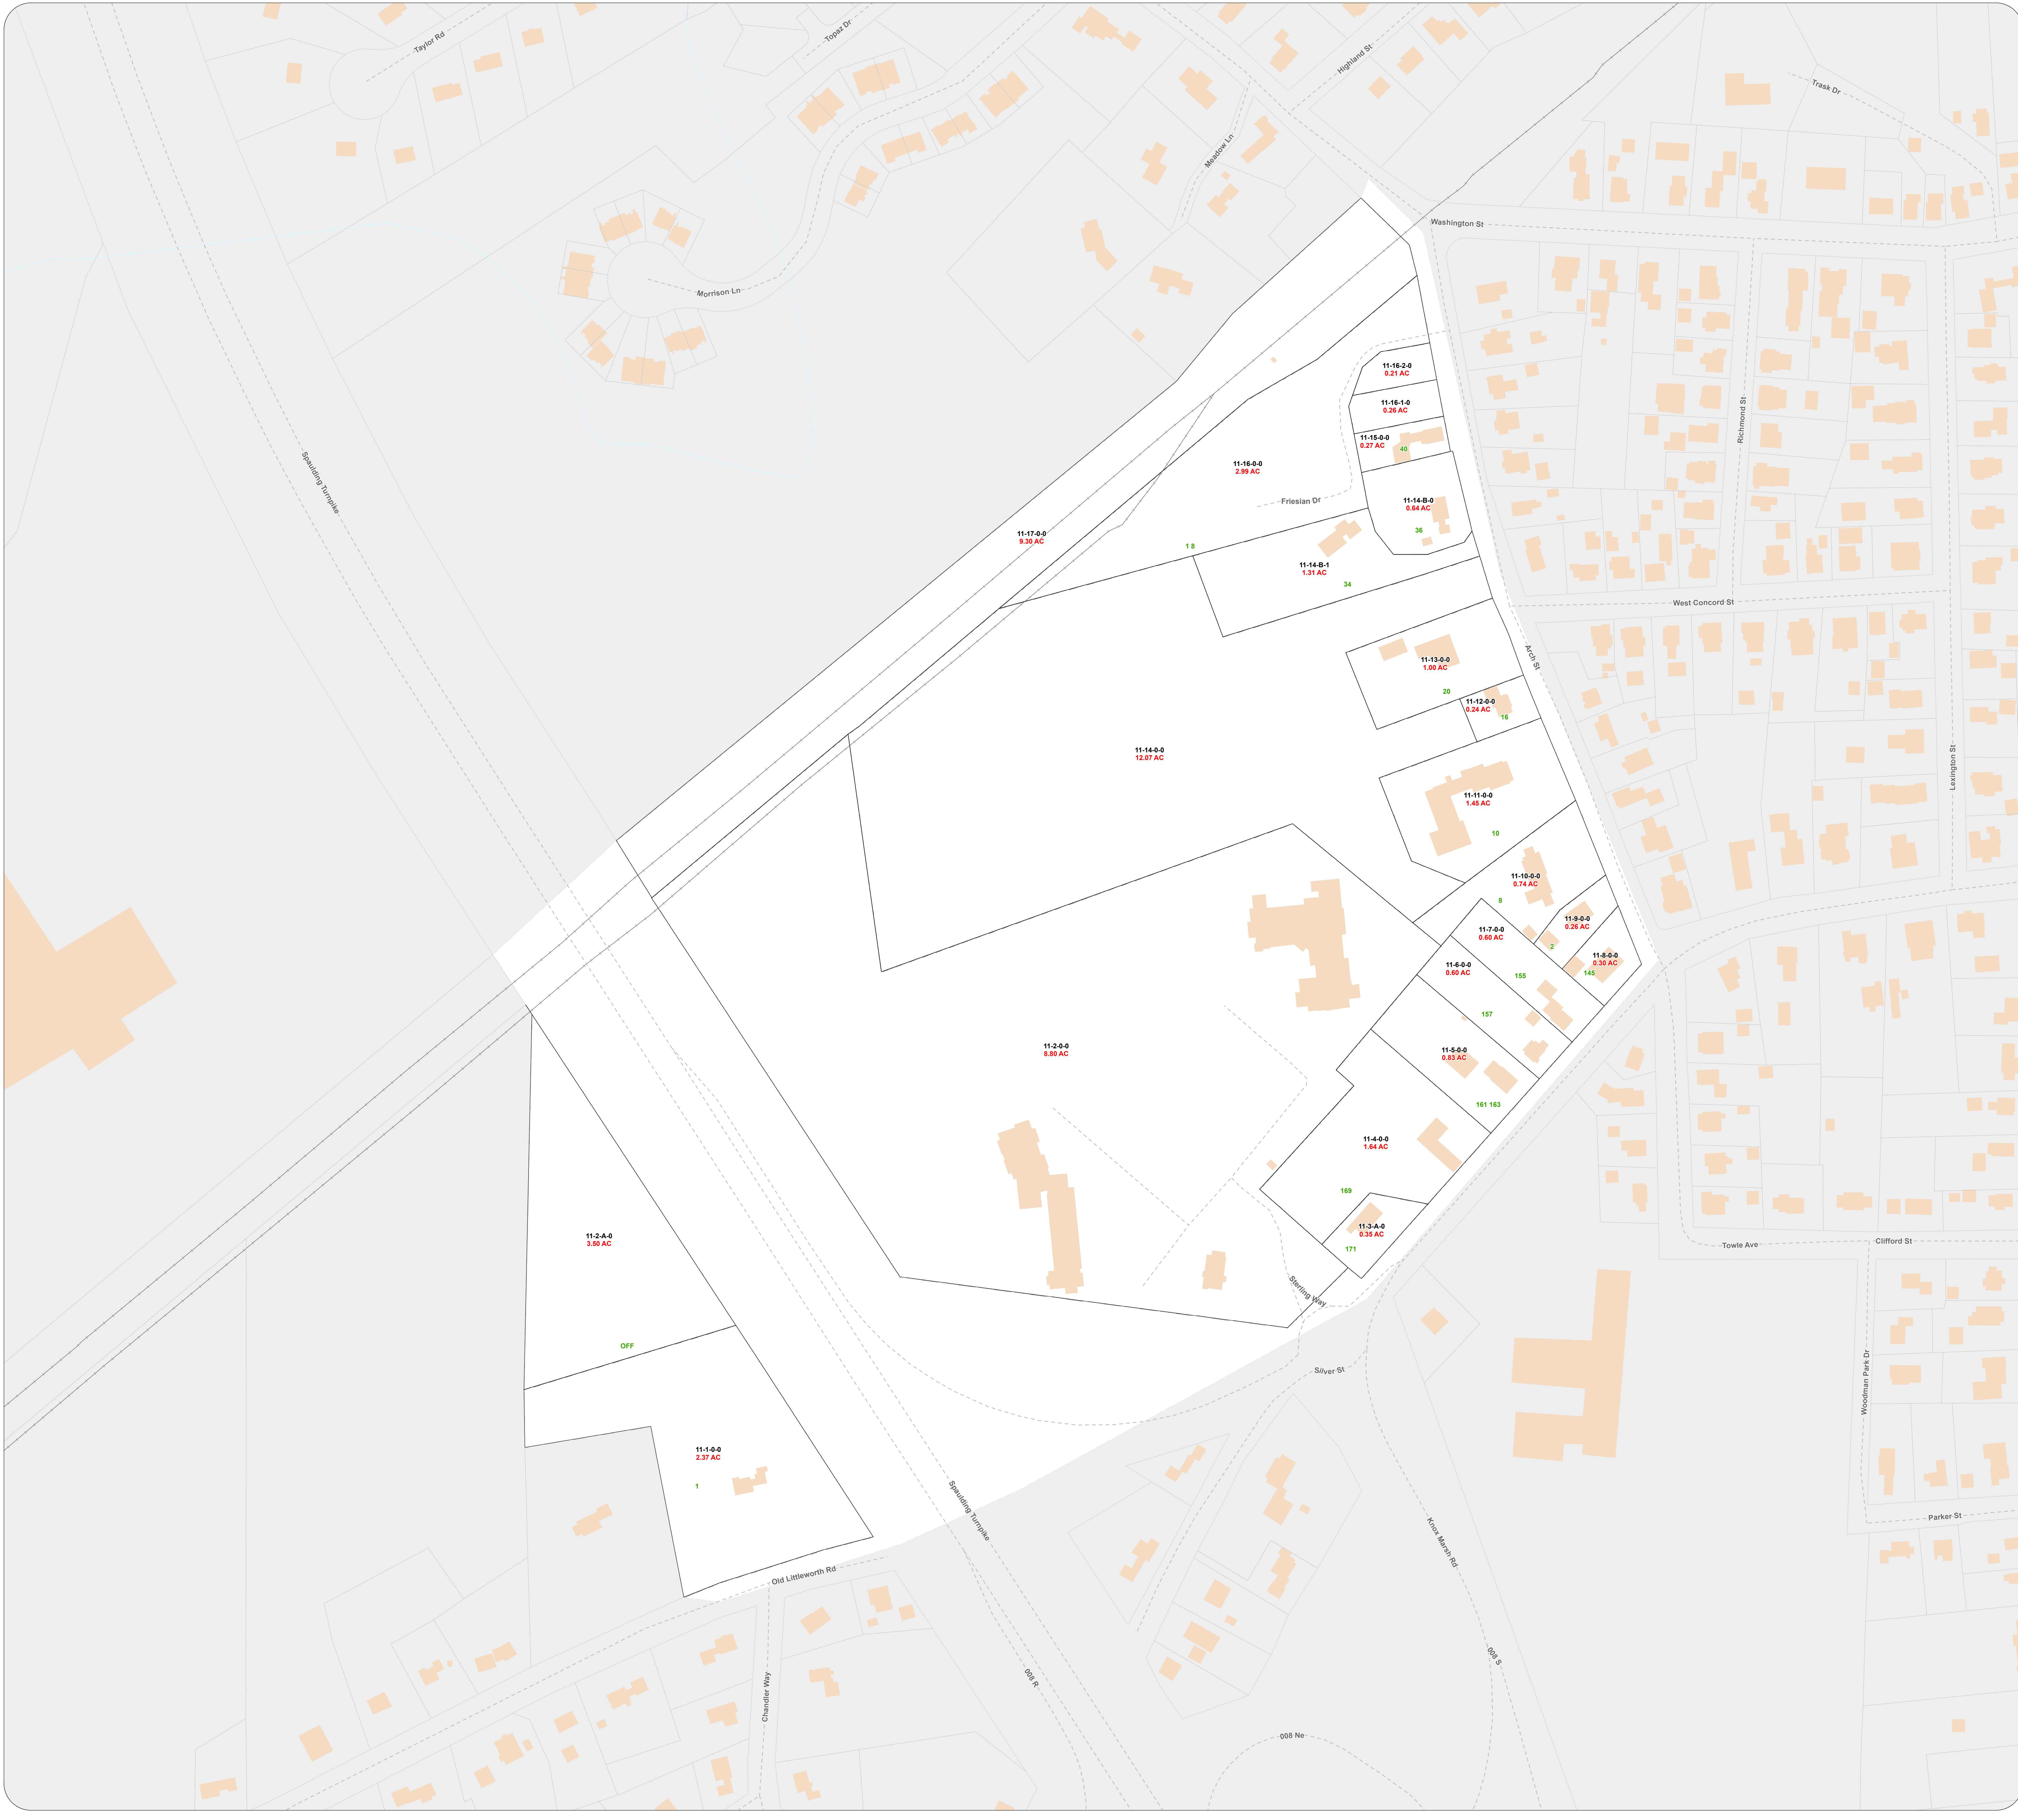 Taylor Rd
Topaz Dr
Highland St
Trask Dr
Meadow Ln
Washington St
Morrison Ln
11-16-2-0
0.21 AC
11-16-1-0
0.26 AC
Richmond St
11-15-0-0
0.27 AC
40
Spaulding Turnpike
11-16-0-0
2.99 AC
Friesian Dr
11-14-B-0
0.64 AC
36
11-17-0-0
9.30 AC
1 8
11-14-B-1
1.31 AC
34
West Concord St
Arch St
11-13-0-0
1.00 AC
20
11-12-0-0
0.24 AC
16
11-14-0-0
12.07 AC
Lexington St
11-11-0-0
1.45 AC
10
11-10-0-0
0.74 AC
8
11-9-0-0
0.26 AC
2
11-7-0-0
0.60 AC
155
11-8-0-0
0.30 AC
145
11-6-0-0
0.60 AC
157
11-2-0-0
8.80 AC
11-5-0-0
0.83 AC
161 163
11-4-0-0
1.64 AC
169
11-3-A-0
0.35 AC
171
11-2-A-0
3.50 AC
OFF
Towle Ave
Clifford St
Sterling Way
Silver St
Woodman Park Dr
11-1-0-0
2.37 AC
1
Spaulding Turnpike
Knox Marsh Rd
Parker St
Old Littleworth Rd
Chandler Way
008 R
008 S
008 Ne